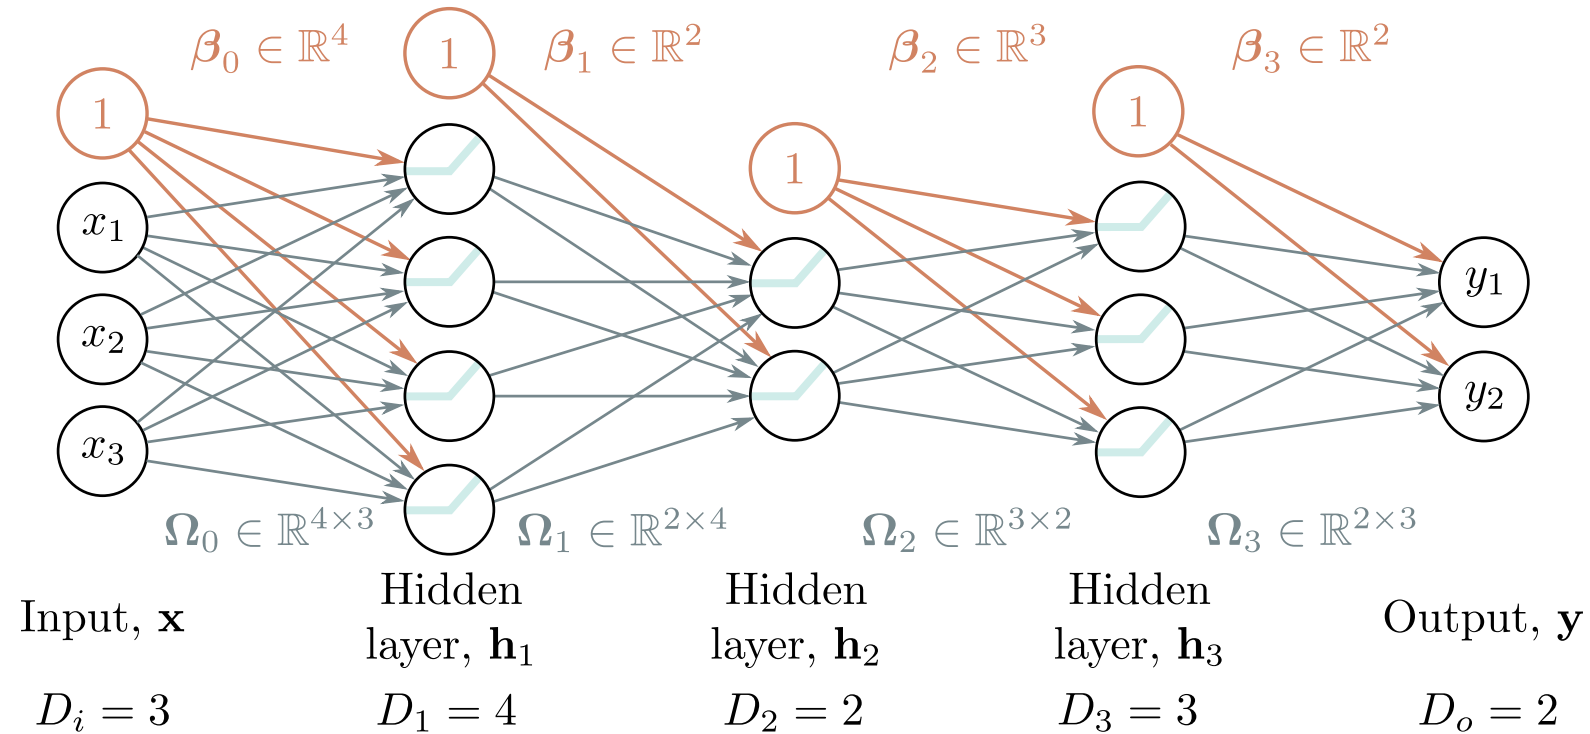 β₀ ∈ ℝ⁴
β₁ ∈ ℝ²
β₂ ∈ ℝ³
β₃ ∈ ℝ²
1
1
1
1
x₁
x₂
x₃
y₁
y₂
Ω₀ ∈ ℝ⁴ˣ³
Ω₁ ∈ ℝ²ˣ⁴
Ω₂ ∈ ℝ³ˣ²
Ω₃ ∈ ℝ²ˣ³
Input, x
Hidden
layer, h₁
Hidden
layer, h₂
Hidden
layer, h₃
Output, y
Dᵢ = 3
D₁ = 4
D₂ = 2
D₃ = 3
Dₒ = 2